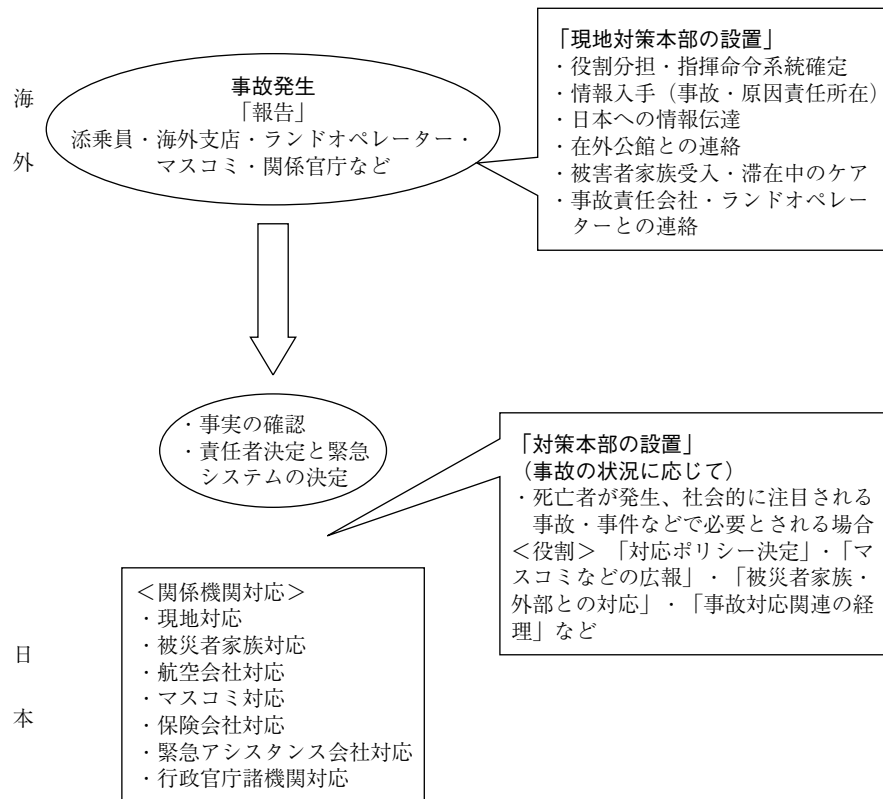 海
外
事故発生
「報告」
添乗員・海外支店・ランドオペレーター・
マスコミ・関係官庁など
「現地対策本部の設置」
・役割分担・指揮命令系統確定
・情報入手（事故・原因責任所在）
・日本への情報伝達
・在外公館との連絡
・被害者家族受入・滞在中のケア
・事故責任会社・ランドオペレー
ターとの連絡
・事実の確認
・責任者決定と緊急
システムの決定
「対策本部の設置」
（事故の状況に応じて）
・死亡者が発生、社会的に注目される
事故・事件などで必要とされる場合
＜役割＞　「対応ポリシー決定」・「マ
スコミなどの広報」・「被災者家族・
外部との対応」・「事故対応関連の経
理」など
日
本
＜関係機関対応＞
・現地対応
・被災者家族対応
・航空会社対応
・マスコミ対応
・保険会社対応
・緊急アシスタンス会社対応
・行政官庁諸機関対応